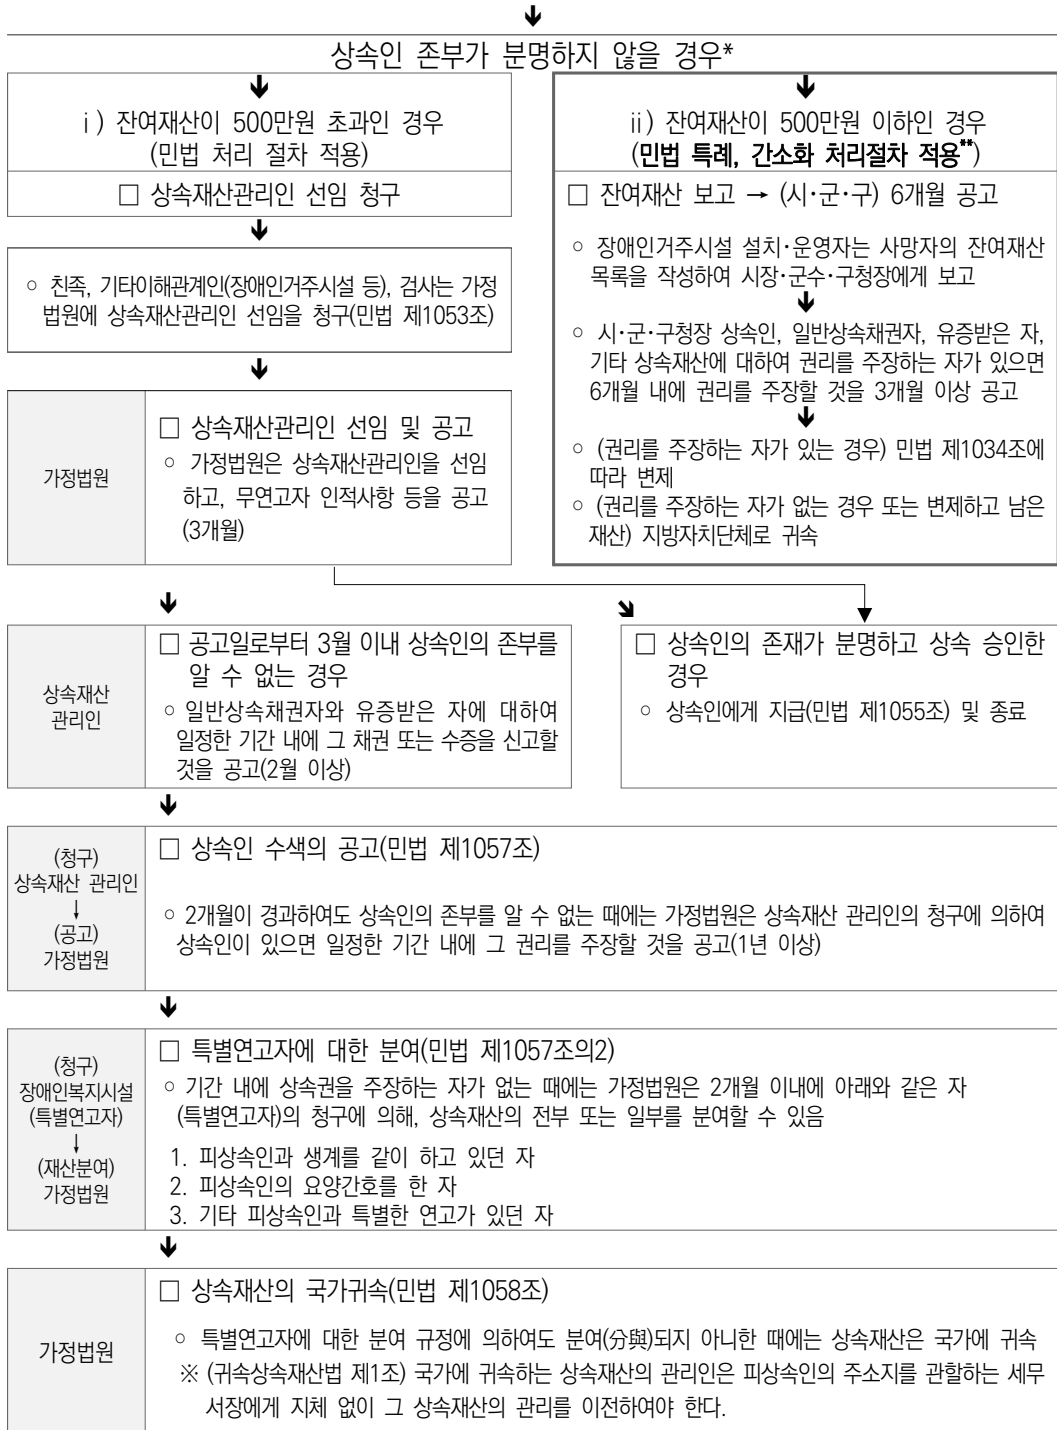 상속인 존부가 분명하지 않을 경우*
ⅰ) 잔여재산이 500만원 초과인 경우
(민법 처리 절차 적용)
□ 상속재산관리인 선임 청구
○ 친족, 기타이해관계인(장애인거주시설 등), 검사는 가정
법원에 상속재산관리인 선임을 청구(민법 제1053조)
가정법원
□ 상속재산관리인 선임 및 공고
○ 가정법원은 상속재산관리인을 선임
하고, 무연고자 인적사항 등을 공고
(3개월)
ⅱ) 잔여재산이 500만원 이하인 경우
(민법 특례, 간소화 처리절차 적용**)
□ 잔여재산 보고 → (시·군·구) 6개월 공고
○ 장애인거주시설 설치·운영자는 사망자의 잔여재산
목록을 작성하여 시장·군수·구청장에게 보고
○ 시·군·구청장 상속인, 일반상속채권자, 유증받은 자,
기타 상속재산에 대하여 권리를 주장하는 자가 있으면
6개월 내에 권리를 주장할 것을 3개월 이상 공고
○ (권리를 주장하는 자가 있는 경우) 민법 제1034조에
따라 변제
○ (권리를 주장하는 자가 없는 경우 또는 변제하고 남은
재산) 지방자치단체로 귀속
상속재산
관리인
□ 공고일로부터 3월 이내 상속인의 존부를
알 수 없는 경우
○ 일반상속채권자와 유증받은 자에 대하여
일정한 기간 내에 그 채권 또는 수증을 신고할
것을 공고(2월 이상)
□ 상속인의 존재가 분명하고 상속 승인한
경우
○ 상속인에게 지급(민법 제1055조) 및 종료
(청구)
상속재산 관리인
↓
(공고)
가정법원
□ 상속인 수색의 공고(민법 제1057조)
○ 2개월이 경과하여도 상속인의 존부를 알 수 없는 때에는 가정법원은 상속재산 관리인의 청구에 의하여
상속인이 있으면 일정한 기간 내에 그 권리를 주장할 것을 공고(1년 이상)
(청구)
장애인복지시설
(특별연고자)
↓
(재산분여)
가정법원
□ 특별연고자에 대한 분여(민법 제1057조의2)
○ 기간 내에 상속권을 주장하는 자가 없는 때에는 가정법원은 2개월 이내에 아래와 같은 자
(특별연고자)의 청구에 의해, 상속재산의 전부 또는 일부를 분여할 수 있음
1. 피상속인과 생계를 같이 하고 있던 자
2. 피상속인의 요양간호를 한 자
3. 기타 피상속인과 특별한 연고가 있던 자
가정법원
□ 상속재산의 국가귀속(민법 제1058조)
○ 특별연고자에 대한 분여 규정에 의하여도 분여(分與)되지 아니한 때에는 상속재산은 국가에 귀속
※ (귀속상속재산법 제1조) 국가에 귀속하는 상속재산의 관리인은 피상속인의 주소지를 관할하는 세무
서장에게 지체 없이 그 상속재산의 관리를 이전하여야 한다.